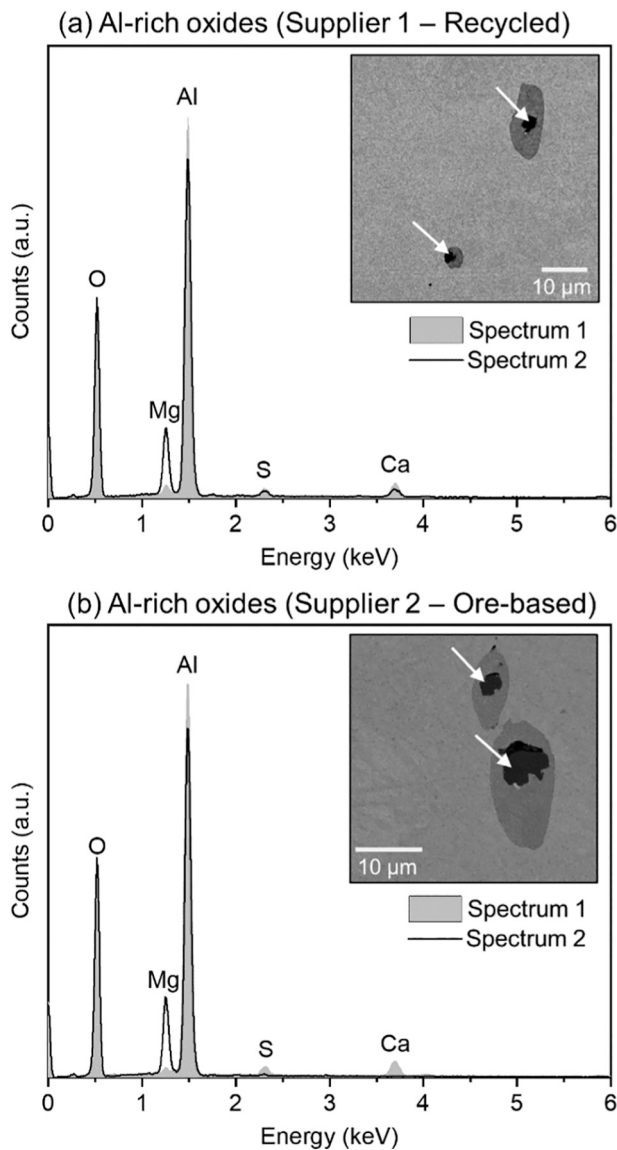 (a) Al-rich oxides (Supplier 1 – Recycled)
Al
O
Mg
S
Ca
10 µm
Spectrum 1
Spectrum 2
Counts (a.u.)
0 1 2 3 4 5 6
Energy (keV)
(b) Al-rich oxides (Supplier 2 – Ore-based)
Al
O
Mg
S
Ca
10 µm
Spectrum 1
Spectrum 2
Counts (a.u.)
0 1 2 3 4 5 6
Energy (keV)